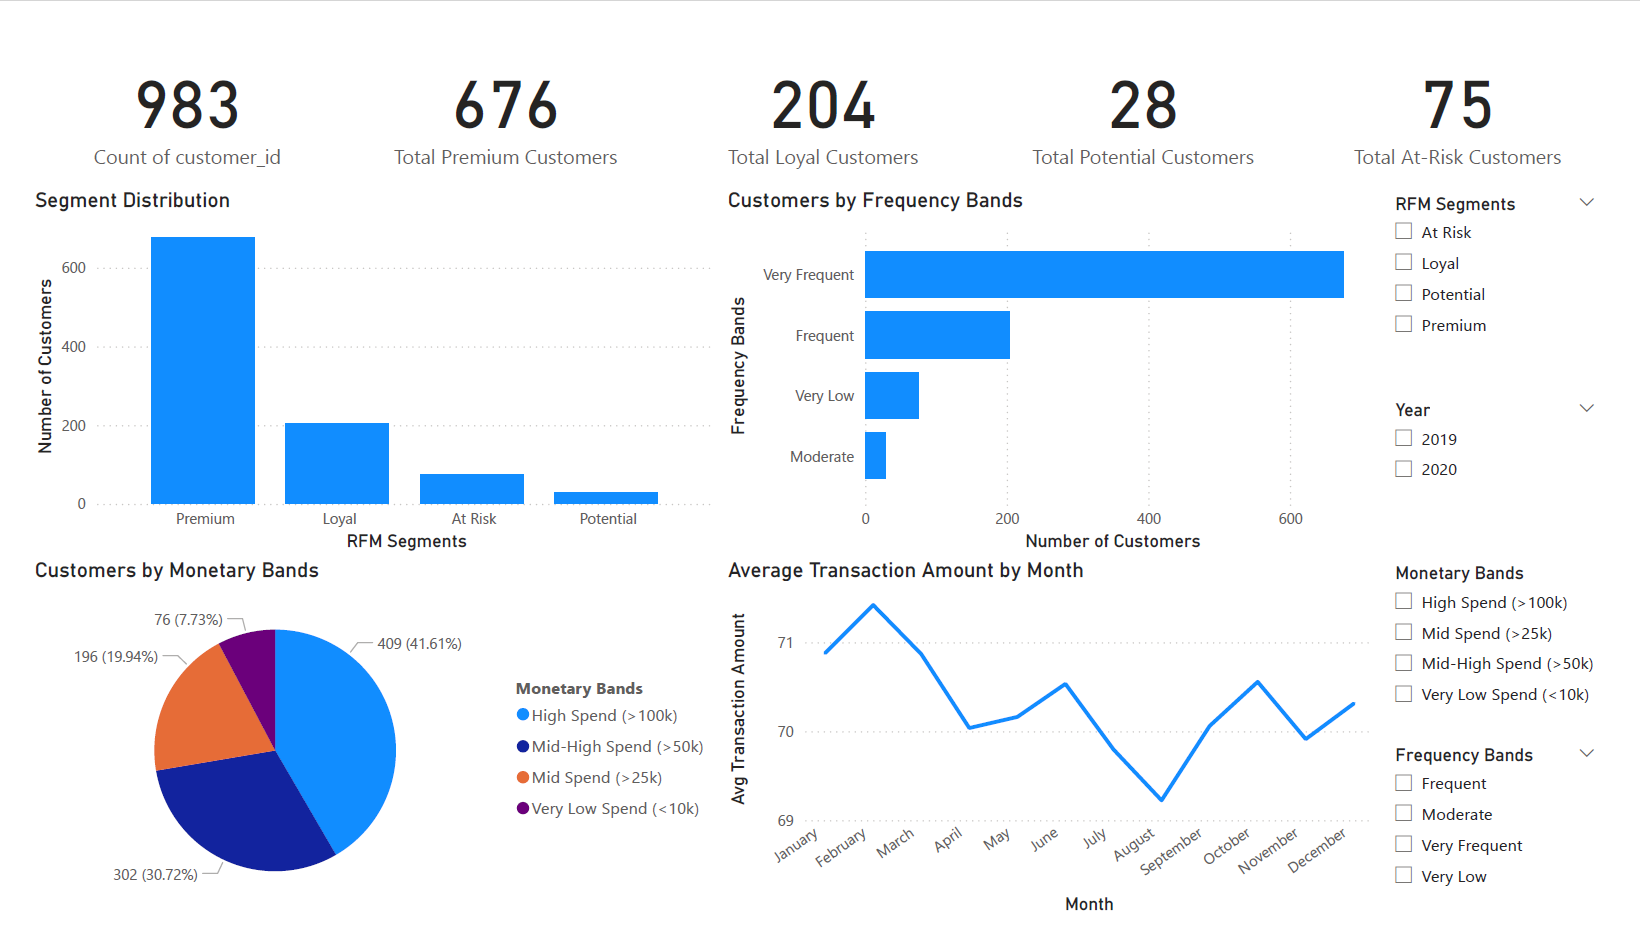 983
Count of customer_id
676
Total Premium Customers
204
Total Loyal Customers
28
Total Potential Customers
75
Total At-Risk Customers
Segment Distribution
Number of Customers
600
400
200
0
Premium
Loyal
At Risk
Potential
RFM Segments
Customers by Frequency Bands
Frequency Bands
Very Frequent
Frequent
Very Low
Moderate
0
200
400
600
Number of Customers
RFM Segments
At Risk
Loyal
Potential
Premium
Year
2019
2020
Customers by Monetary Bands
76 (7.73%)
409 (41.61%)
196 (19.94%)
302 (30.72%)
Monetary Bands
High Spend (>100k)
Mid-High Spend (>50k)
Mid Spend (>25k)
Very Low Spend (<10k)
Average Transaction Amount by Month
Avg Transaction Amount
71
70
69
January
February
March
April
May
June
July
August
September
October
November
December
Month
Monetary Bands
High Spend (>100k)
Mid Spend (>25k)
Mid-High Spend (>50k)
Very Low Spend (<10k)
Frequency Bands
Frequent
Moderate
Very Frequent
Very Low